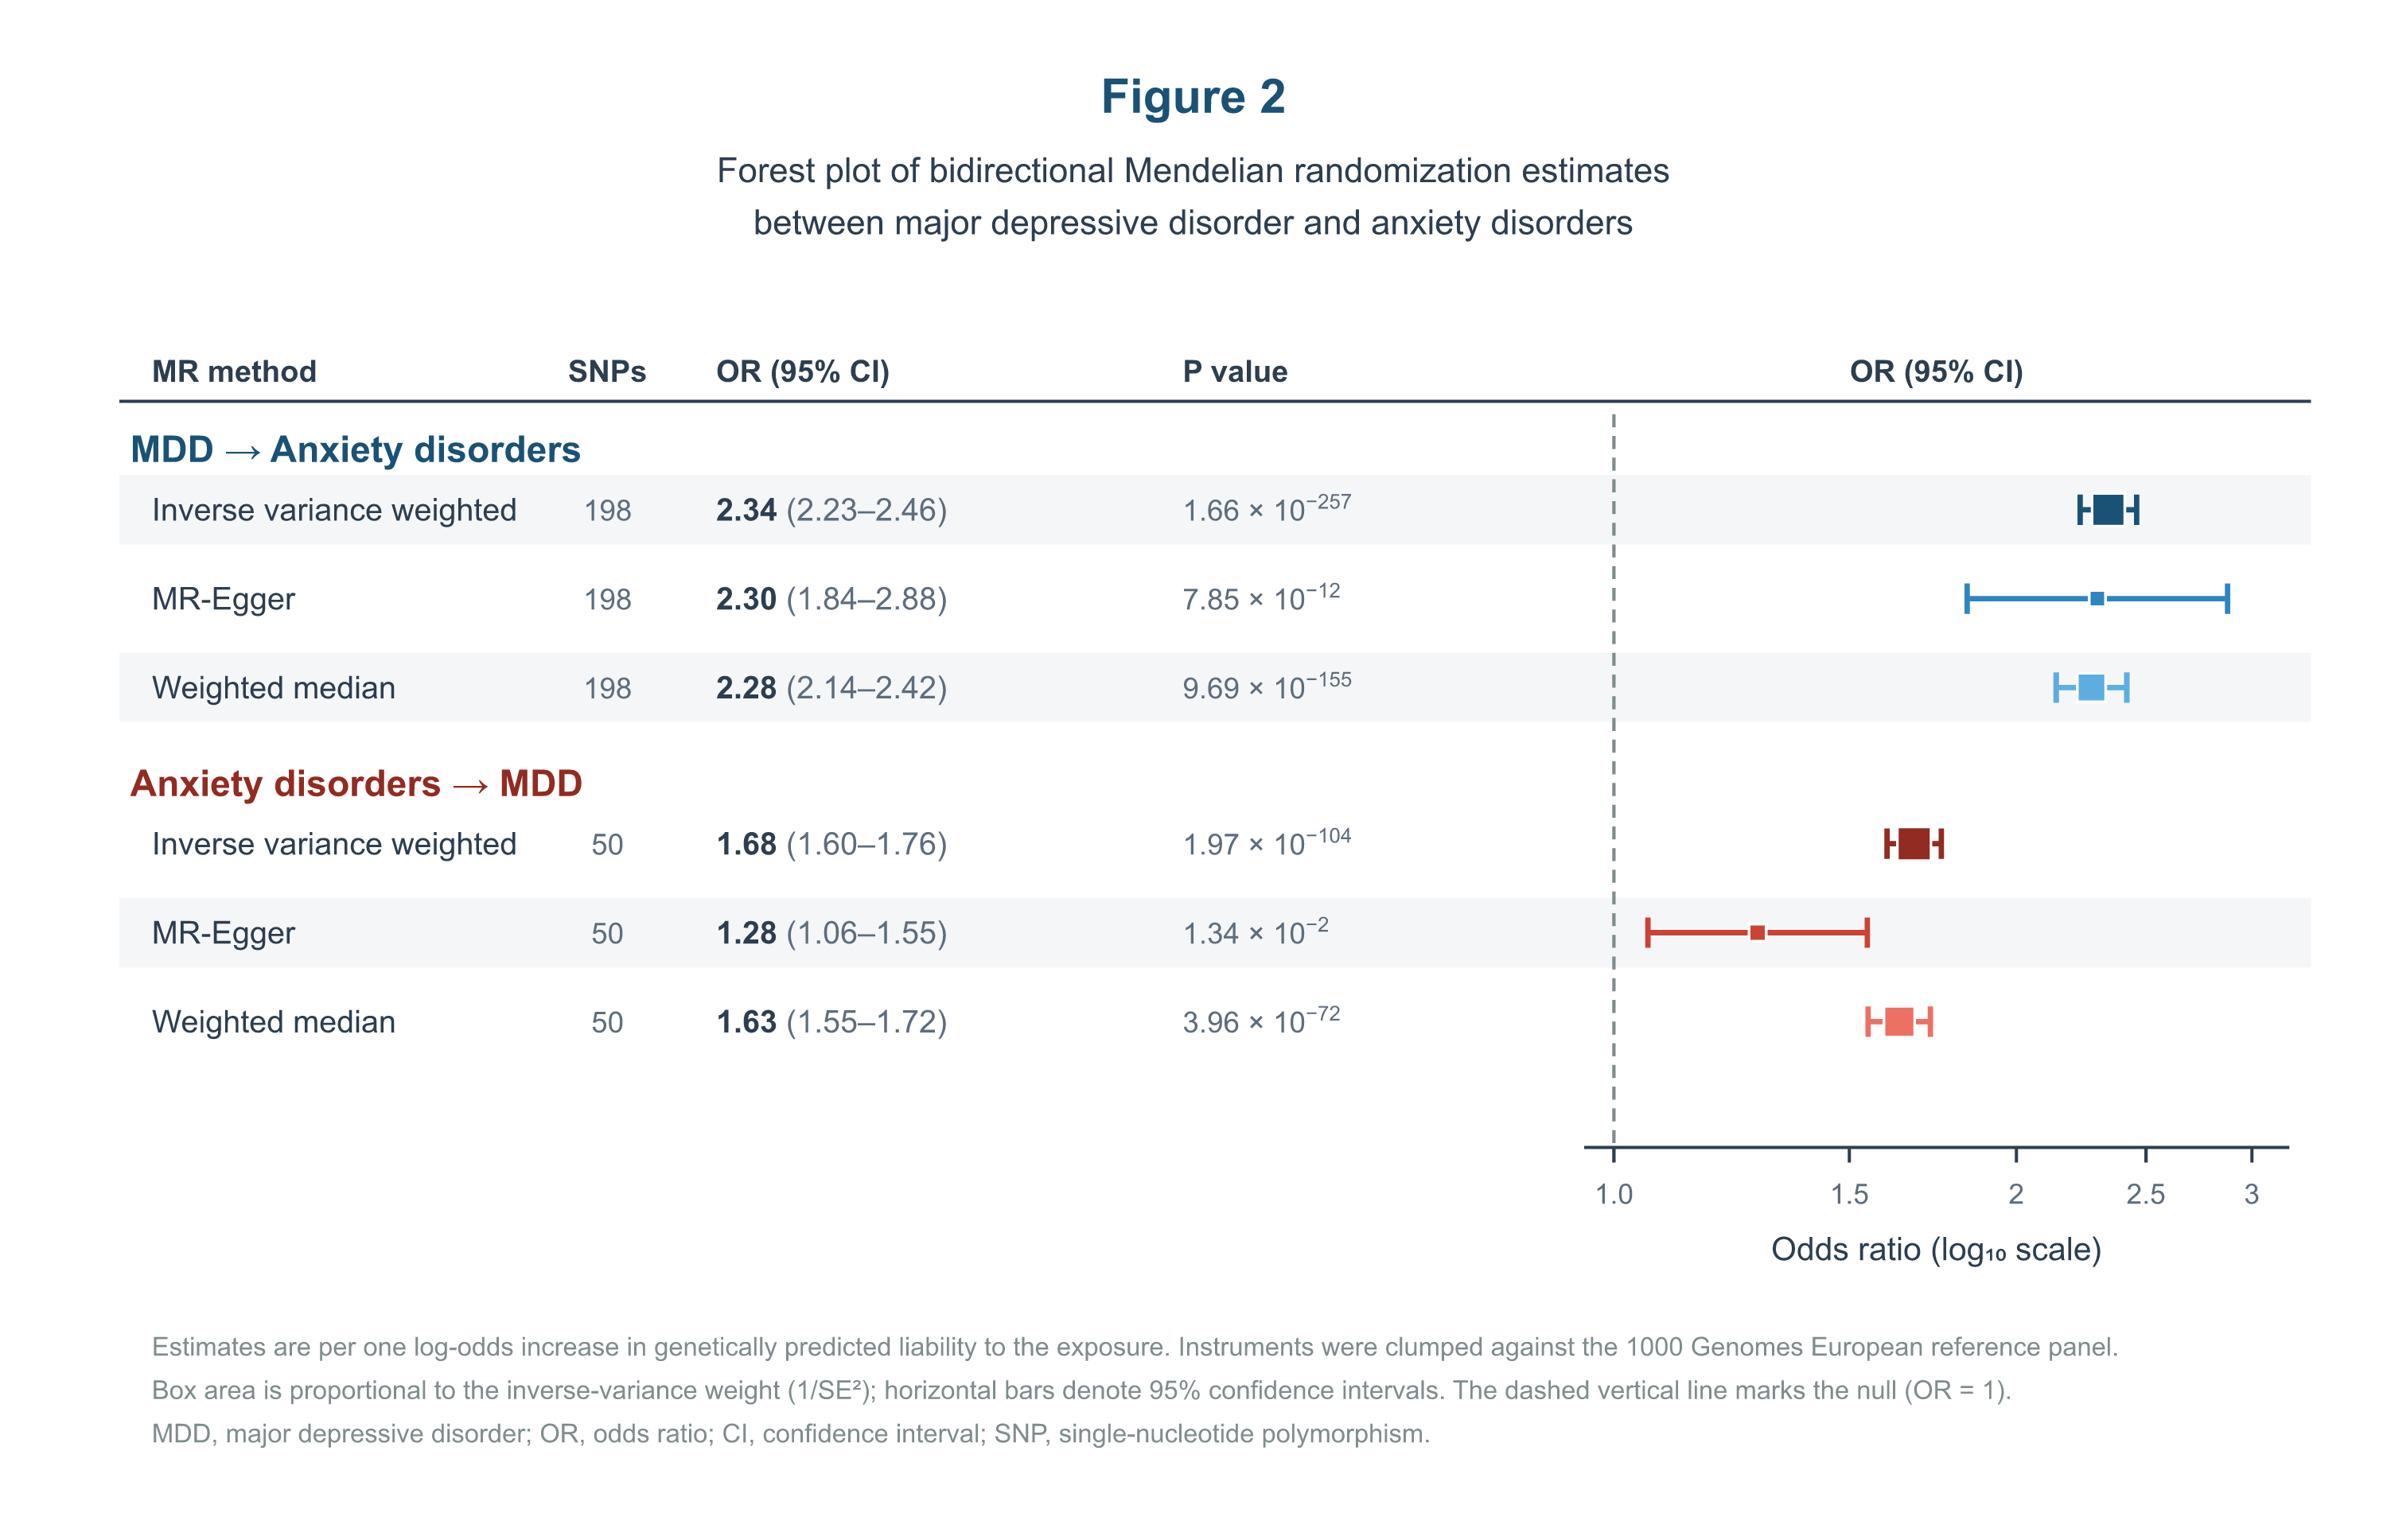 Figure 2
Forest plot of bidirectional Mendelian randomization estimates
between major depressive disorder and anxiety disorders
MR method SNPs OR (95% CI) P value OR (95% CI)
MDD → Anxiety disorders
Inverse variance weighted 198 2.34 (2.23–2.46) 1.66 × 10⁻²⁵⁷
MR-Egger 198 2.30 (1.84–2.88) 7.85 × 10⁻¹²
Weighted median 198 2.28 (2.14–2.42) 9.69 × 10⁻¹⁵⁵
Anxiety disorders → MDD
Inverse variance weighted 50 1.68 (1.60–1.76) 1.97 × 10⁻¹⁰⁴
MR-Egger 50 1.28 (1.06–1.55) 1.34 × 10⁻²
Weighted median 50 1.63 (1.55–1.72) 3.96 × 10⁻⁷²
1.0 1.5 2 2.5 3
Odds ratio (log₁₀ scale)
Estimates are per one log-odds increase in genetically predicted liability to the exposure. Instruments were clumped against the 1000 Genomes European reference panel.
Box area is proportional to the inverse-variance weight (1/SE²); horizontal bars denote 95% confidence intervals. The dashed vertical line marks the null (OR = 1).
MDD, major depressive disorder; OR, odds ratio; CI, confidence interval; SNP, single-nucleotide polymorphism.